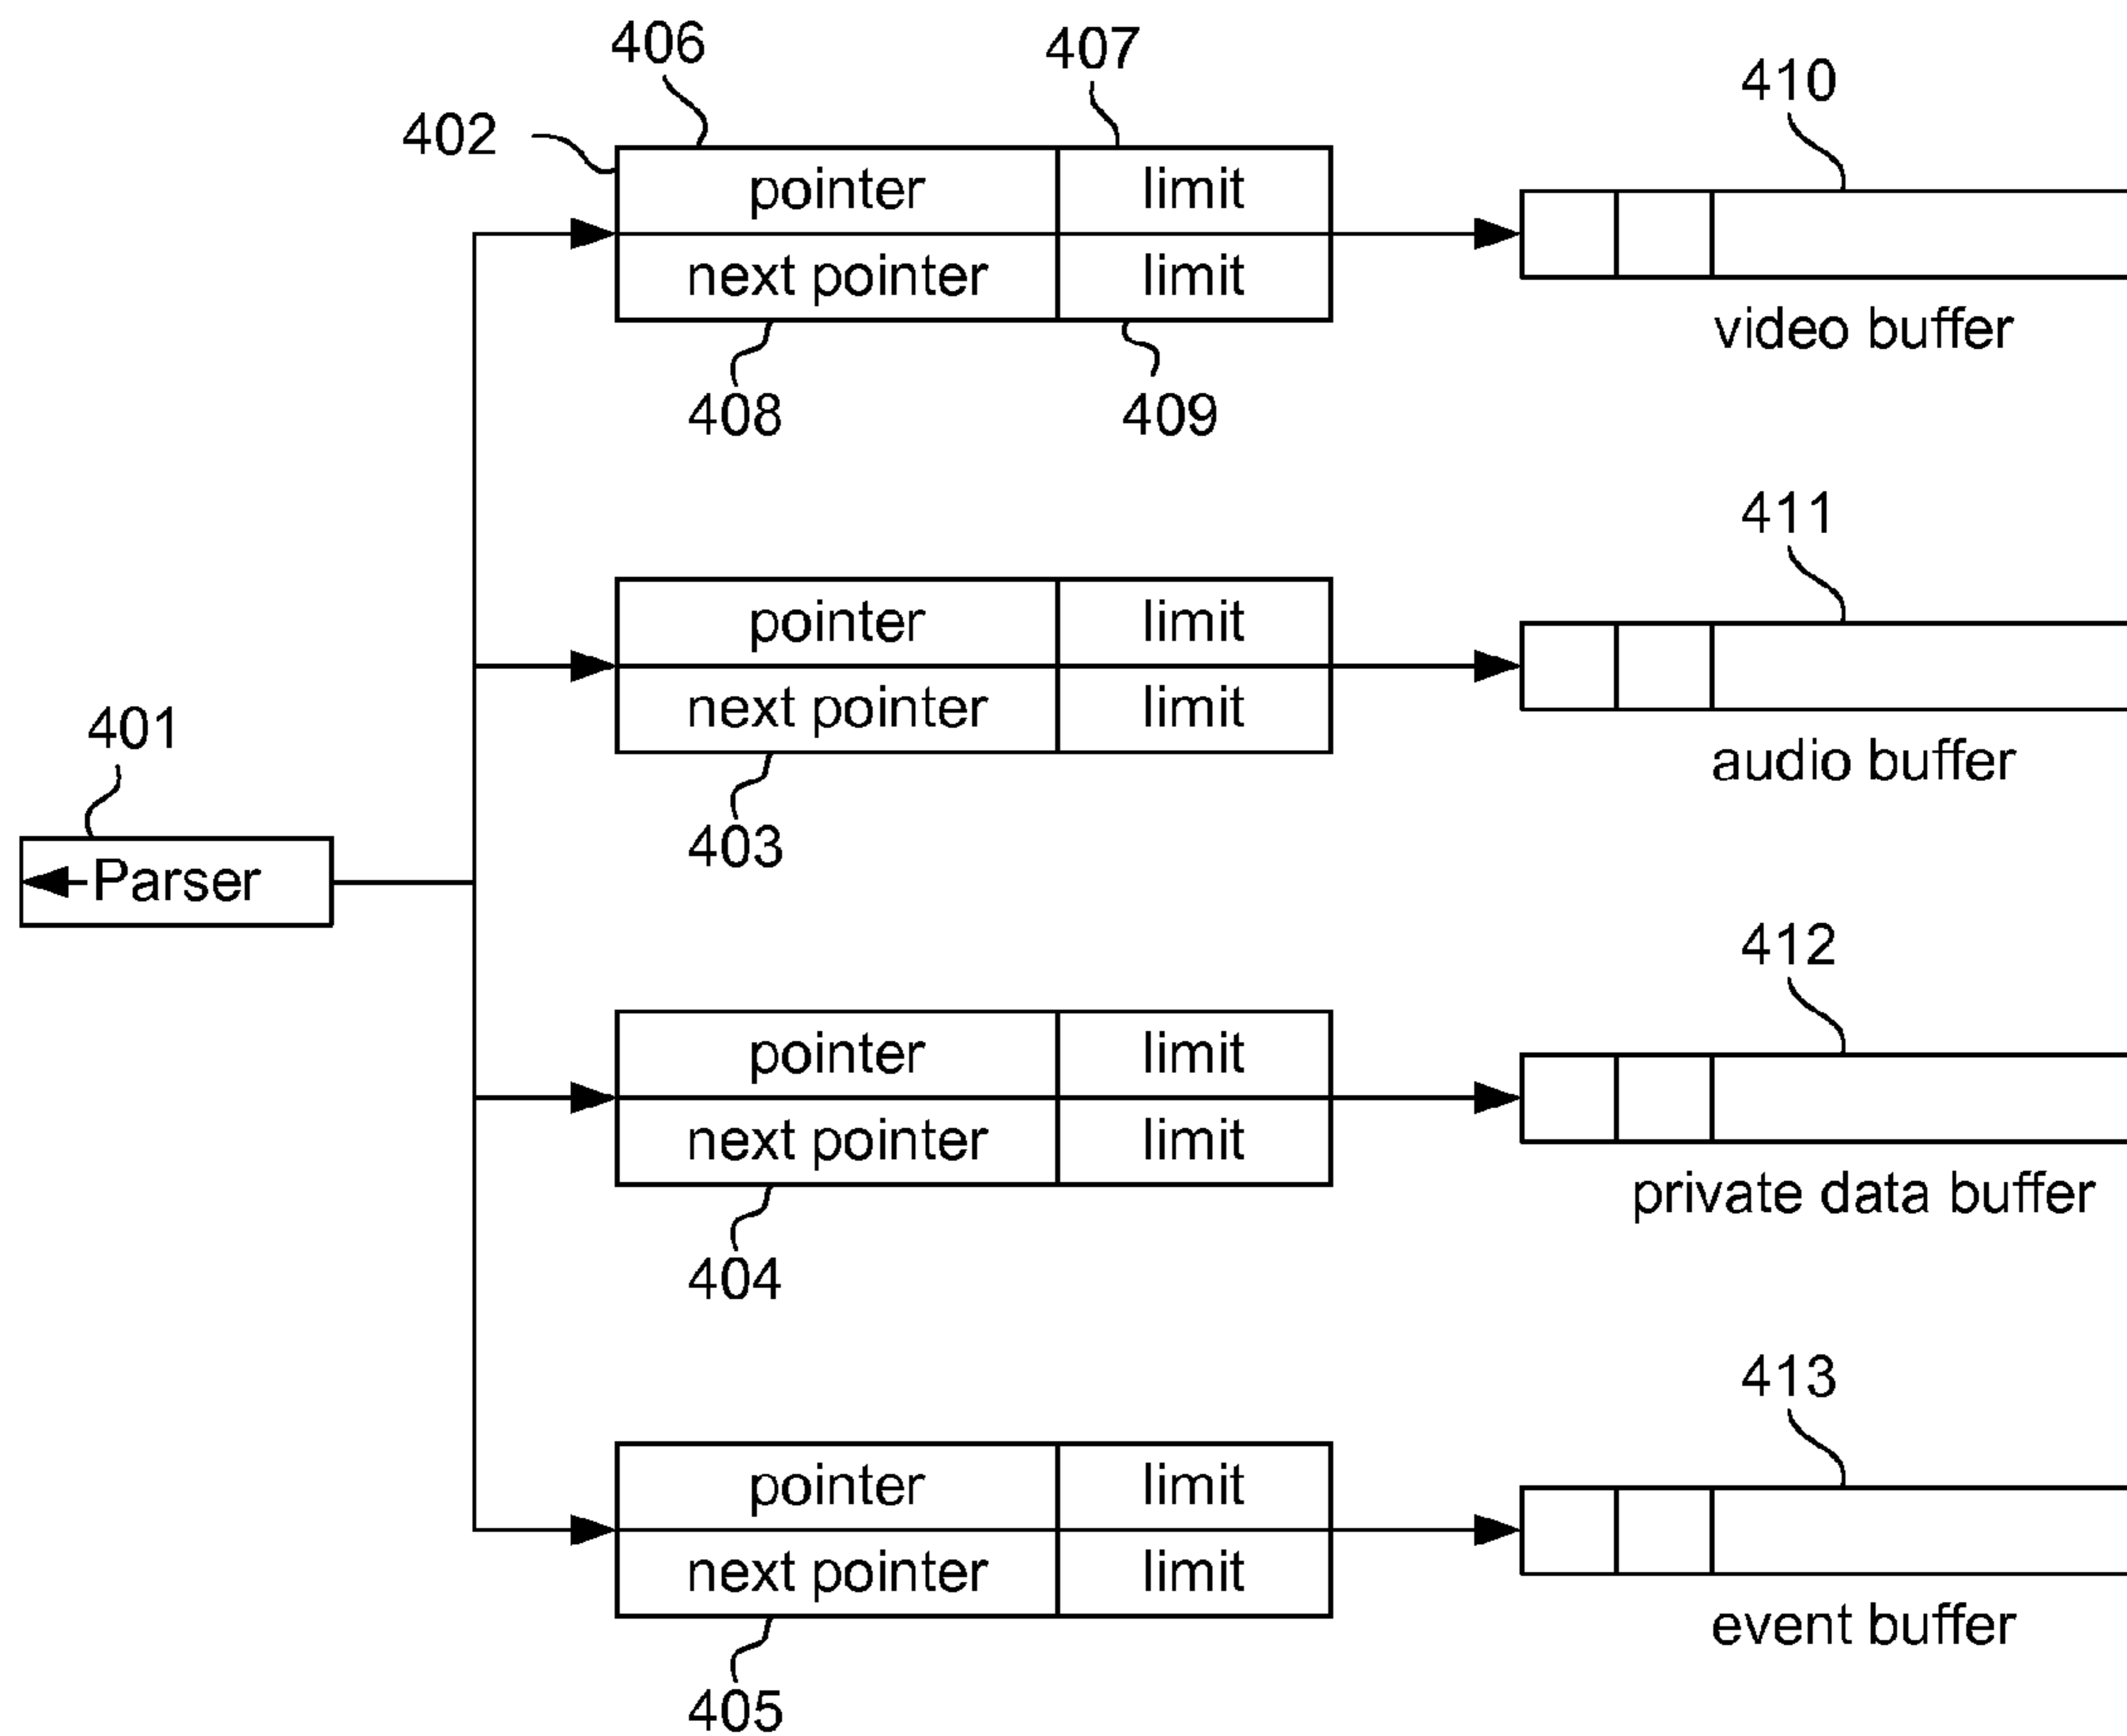 406
407
410
402
pointer limit
next pointer limit
video buffer
408
409
411
pointer limit
next pointer limit
audio buffer
401
403
Parser
412
pointer limit
next pointer limit
private data buffer
404
413
pointer limit
next pointer limit
event buffer
405